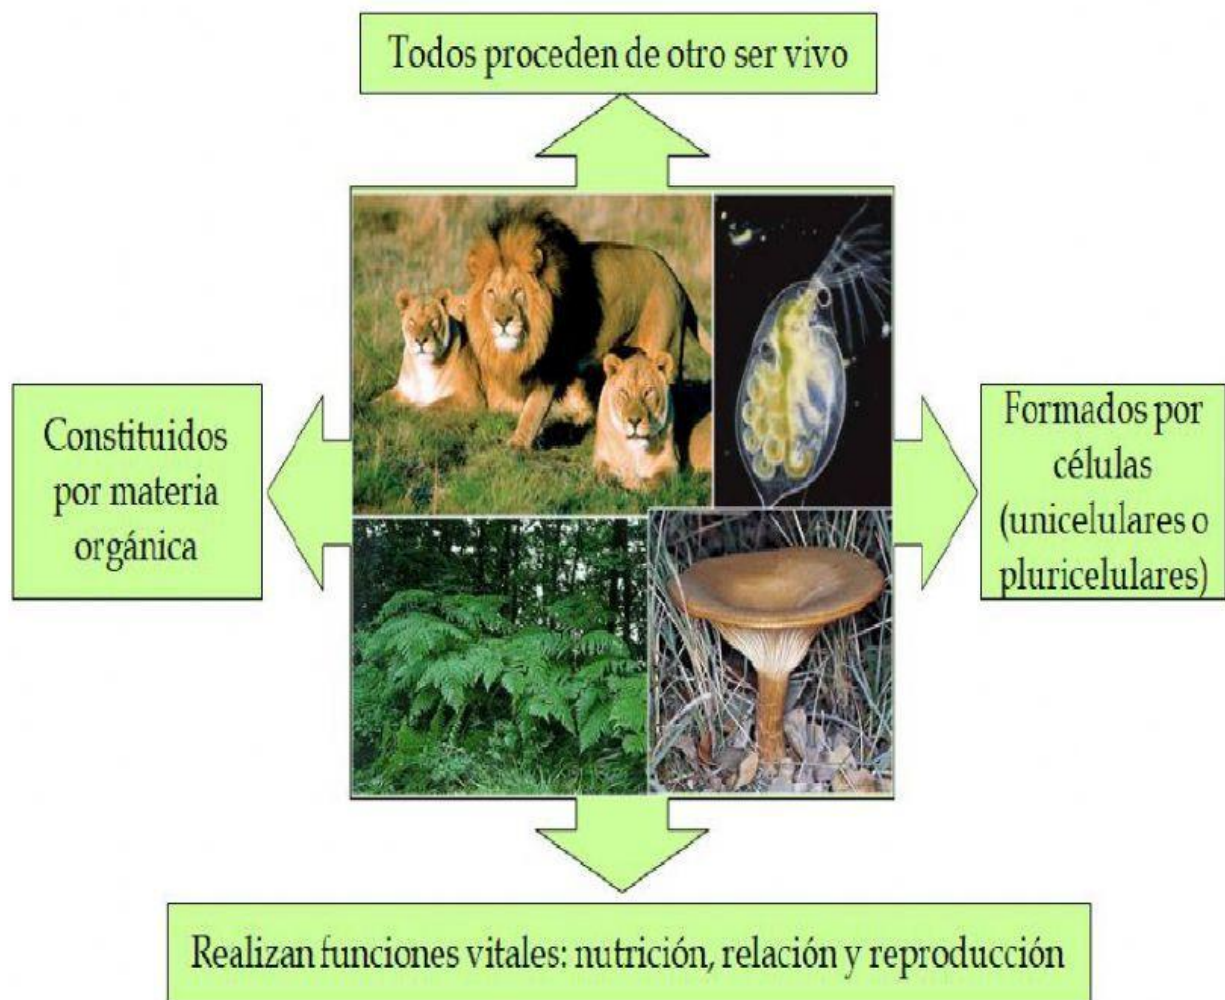 Todos proceden de otro ser vivo
Constituidos
por materia
orgánica
Formados por
células
(unicelulares o
pluricelulares)
Realizan funciones vitales: nutrición, relación y reproducción